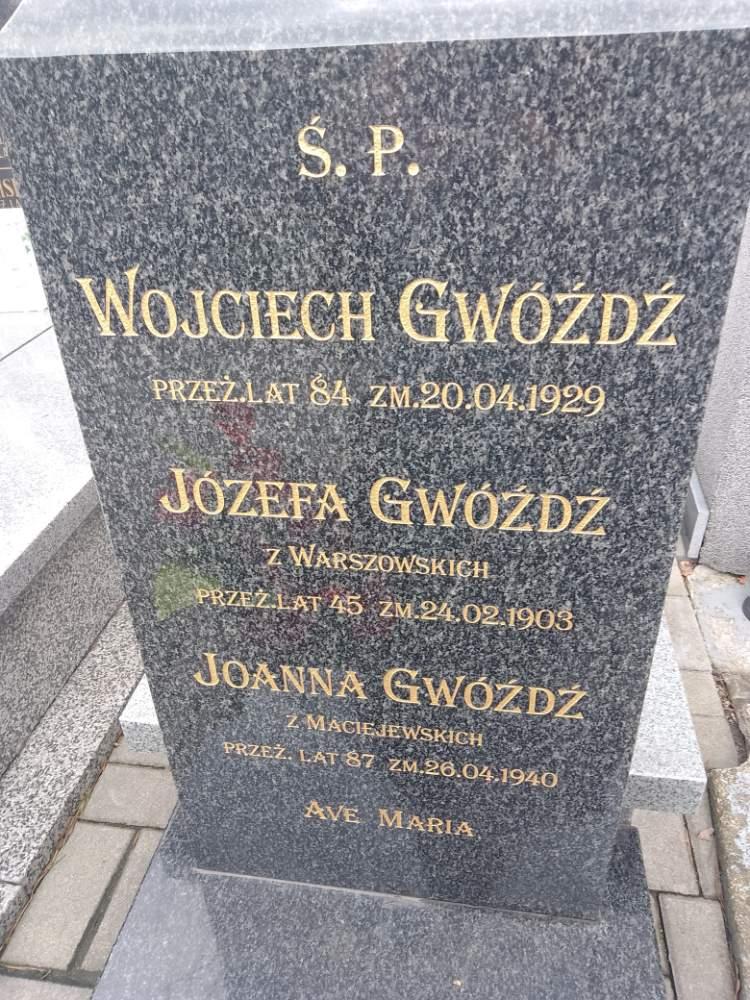 Ś. P.
WOJCIECH GWÓŹDŹ
PRZEŻ.LAT 84 ZM.20.04.1929
JÓZEFA GWÓŹDŹ
Z WARSZOWSKICH
PRZEŻ.LAT 45 ZM.24.02.1903
JOANNA GWÓŹDŹ
Z MACIEJEWSKICH
PRZEŻ. LAT 87 ZM.26.04.1940
AVE MARIA